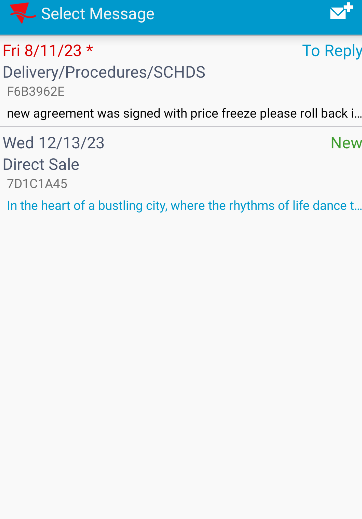 Select Message
Fri 8/11/23 * To Reply
Delivery/Procedures/SCHDS
F6B3962E
new agreement was signed with price freeze please roll back i...
Wed 12/13/23 New
Direct Sale
7D1C1A45
In the heart of a bustling city, where the rhythms of life dance t...